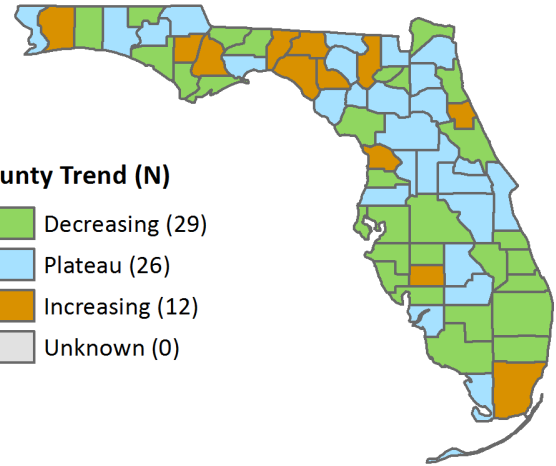 unty Trend (N)
Decreasing (29)
Plateau (26)
Increasing (12)
Unknown (0)